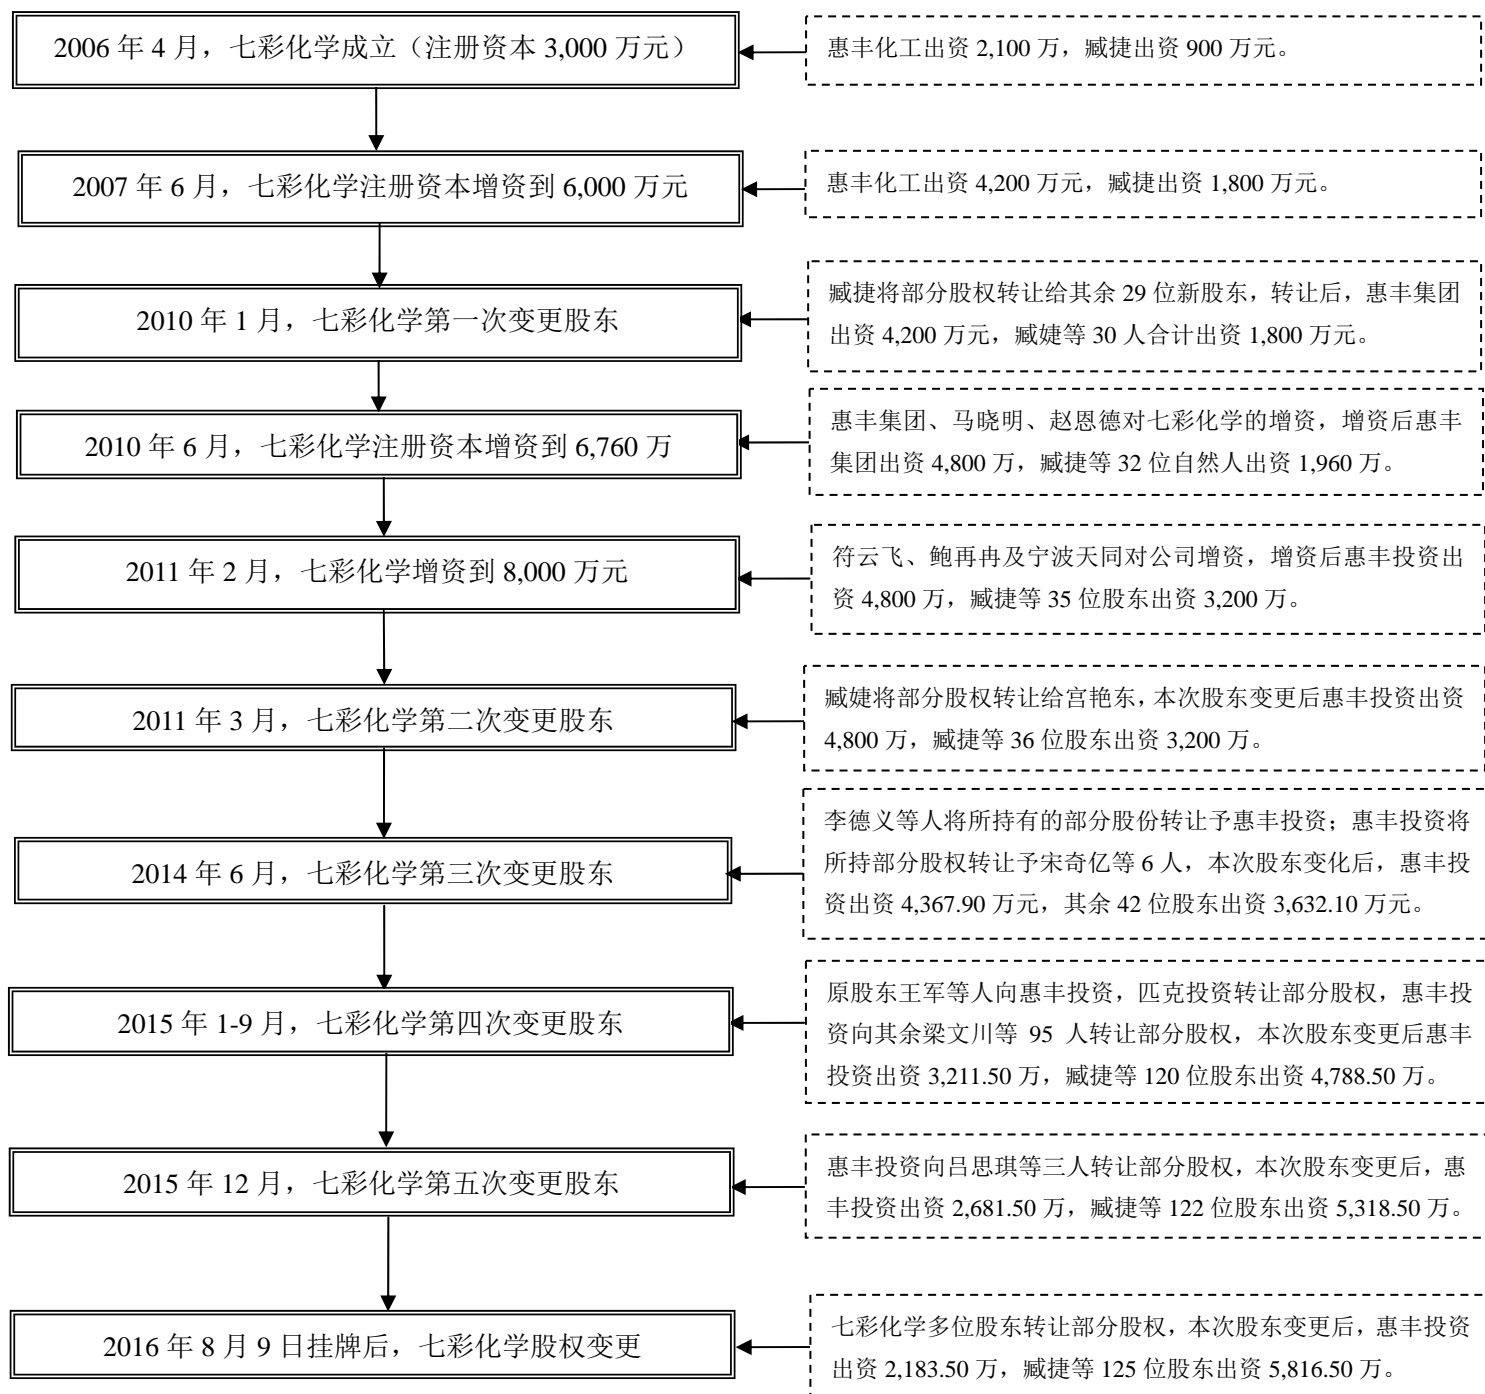 2006 年 4 月，七彩化学成立（注册资本 3,000 万元）
惠丰化工出资 2,100 万，臧捷出资 900 万元。
2007 年 6 月，七彩化学注册资本增资到 6,000 万元
惠丰化工出资 4,200 万元，臧捷出资 1,800 万元。
2010 年 1 月，七彩化学第一次变更股东
臧捷将部分股权转让给其余 29 位新股东，转让后，惠丰集团
出资 4,200 万元，臧婕等 30 人合计出资 1,800 万元。
2010 年 6 月，七彩化学注册资本增资到 6,760 万
惠丰集团、马晓明、赵恩德对七彩化学的增资，增资后惠丰
集团出资 4,800 万，臧捷等 32 位自然人出资 1,960 万。
2011 年 2 月，七彩化学增资到 8,000 万元
符云飞、鲍再冉及宁波天同对公司增资，增资后惠丰投资出
资 4,800 万，臧捷等 35 位股东出资 3,200 万。
2011 年 3 月，七彩化学第二次变更股东
臧婕将部分股权转让给宫艳东，本次股东变更后惠丰投资出资
4,800 万，臧捷等 36 位股东出资 3,200 万。
2014 年 6 月，七彩化学第三次变更股东
李德义等人将所持有的部分股份转让予惠丰投资；惠丰投资将
所持部分股权转让予宋奇亿等 6 人，本次股东变化后，惠丰投
资出资 4,367.90 万元，其余 42 位股东出资 3,632.10 万元。
2015 年 1-9 月，七彩化学第四次变更股东
原股东王军等人向惠丰投资，匹克投资转让部分股权，惠丰投
资向其余梁文川等 95 人转让部分股权，本次股东变更后惠丰
投资出资 3,211.50 万，臧捷等 120 位股东出资 4,788.50 万。
2015 年 12 月，七彩化学第五次变更股东
惠丰投资向吕思琪等三人转让部分股权，本次股东变更后，惠
丰投资出资 2,681.50 万，臧捷等 122 位股东出资 5,318.50 万。
2016 年 8 月 9 日挂牌后，七彩化学股权变更
七彩化学多位股东转让部分股权，本次股东变更后，惠丰投资
出资 2,183.50 万，臧捷等 125 位股东出资 5,816.50 万。